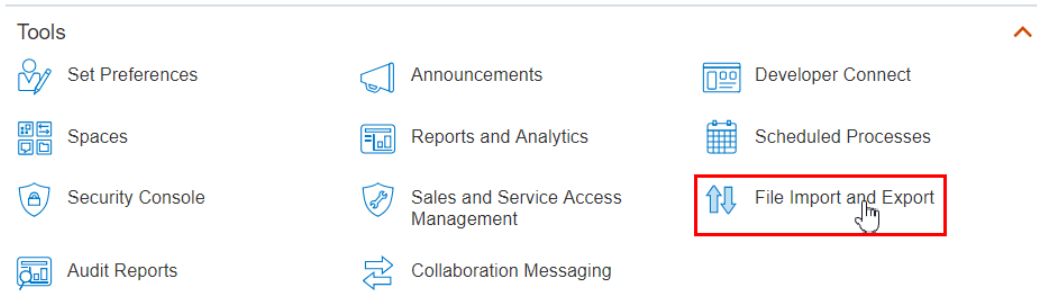 Tools
Set Preferences
Announcements
Developer Connect
Spaces
Reports and Analytics
Scheduled Processes
Security Console
Sales and Service Access
Management
File Import and Export
Audit Reports
Collaboration Messaging